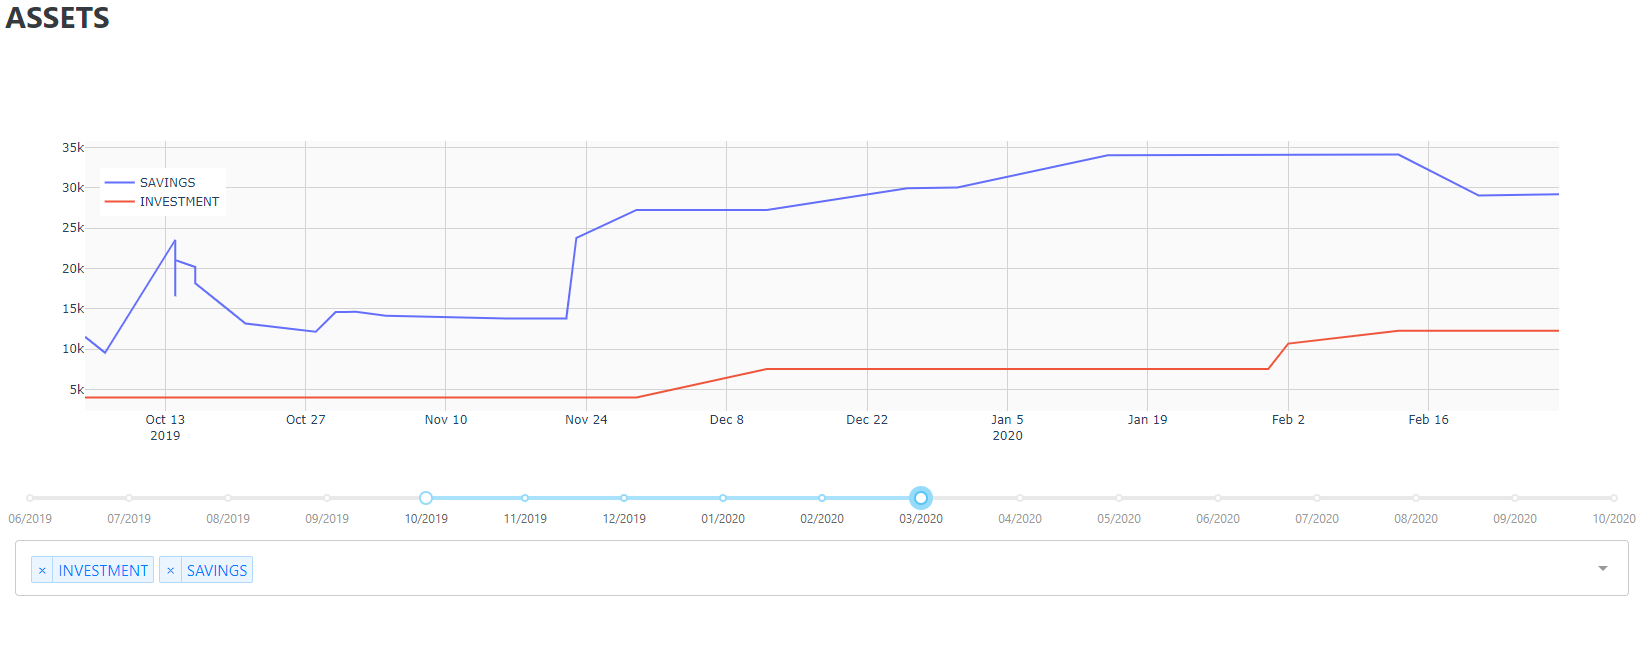 ASSETS
35k
30k
25k
20k
15k
10k
5k
SAVINGS
INVESTMENT
Oct 13 Oct 27 Nov 10 Nov 24 Dec 8 Dec 22 Jan 5 Jan 19 Feb 2 Feb 16
2019 2020
06/2019 07/2019 08/2019 09/2019 10/2019 11/2019 12/2019 01/2020 02/2020 03/2020 04/2020 05/2020 06/2020 07/2020 08/2020 09/2020 10/2020
× INVESTMENT × SAVINGS